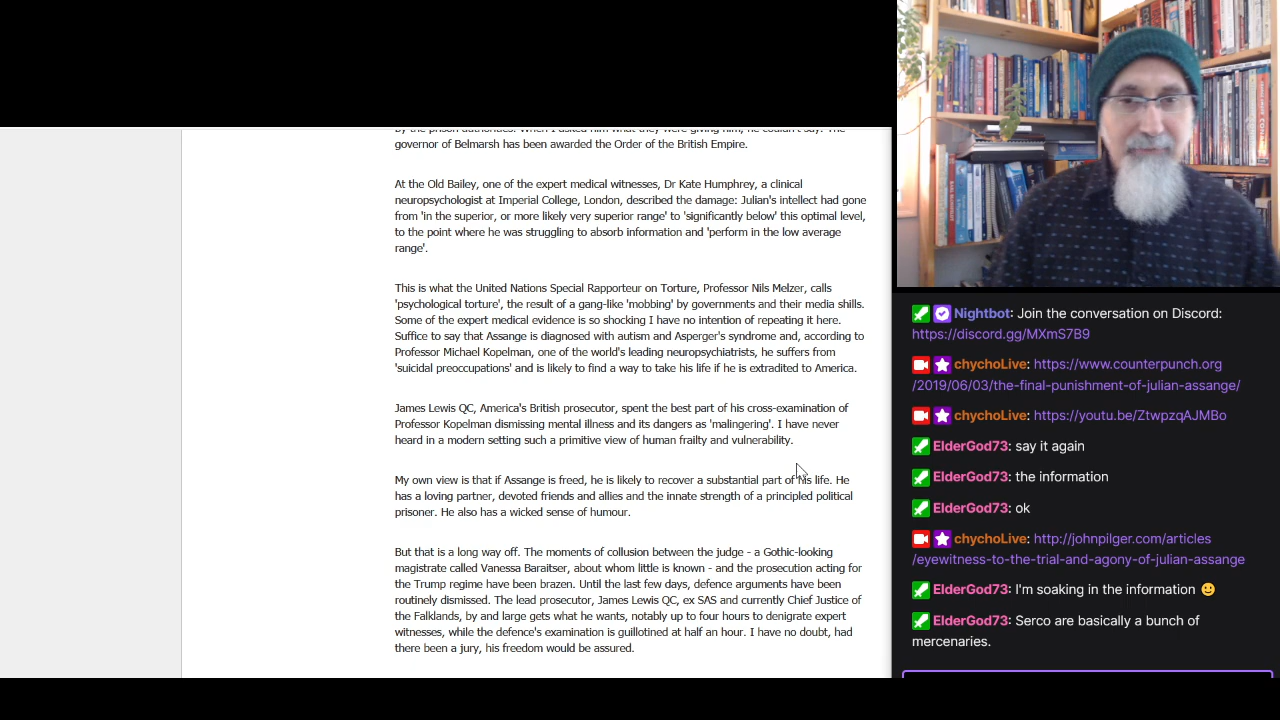 by the prison authorities. When I asked him what they were giving him, he couldn't say. The
governor of Belmarsh has been awarded the Order of the British Empire.
At the Old Bailey, one of the expert medical witnesses, Dr Kate Humphrey, a clinical
neuropsychologist at Imperial College, London, described the damage: Julian's intellect had gone
from 'in the superior, or more likely very superior range' to 'significantly below' this optimal level,
to the point where he was struggling to absorb information and 'perform in the low average
range'.
This is what the United Nations Special Rapporteur on Torture, Professor Nils Melzer, calls
'psychological torture', the result of a gang-like 'mobbing' by governments and their media shills.
Some of the expert medical evidence is so shocking I have no intention of repeating it here.
Suffice to say that Assange is diagnosed with autism and Asperger's syndrome and, according to
Professor Michael Kopelman, one of the world's leading neuropsychiatrists, he suffers from
'suicidal preoccupations' and is likely to find a way to take his life if he is extradited to America.
James Lewis QC, America's British prosecutor, spent the best part of his cross-examination of
Professor Kopelman dismissing mental illness and its dangers as 'malingering'. I have never
heard in a modern setting such a primitive view of human frailty and vulnerability.
My own view is that if Assange is freed, he is likely to recover a substantial part of his life. He
has a loving partner, devoted friends and allies and the innate strength of a principled political
prisoner. He also has a wicked sense of humour.
But that is a long way off. The moments of collusion between the judge - a Gothic-looking
magistrate called Vanessa Baraitser, about whom little is known - and the prosecution acting for
the Trump regime have been brazen. Until the last few days, defence arguments have been
routinely dismissed. The lead prosecutor, James Lewis QC, ex SAS and currently Chief Justice of
the Falklands, by and large gets what he wants, notably up to four hours to denigrate expert
witnesses, while the defence's examination is guillotined at half an hour. I have no doubt, had
there been a jury, his freedom would be assured.
Nightbot: Join the conversation on Discord:
https://discord.gg/MXmS7B9
chychoLive: https://www.counterpunch.org
/2019/06/03/the-final-punishment-of-julian-assange/
chychoLive: https://youtu.be/ZtwpzqAJMBo
ElderGod73: say it again
ElderGod73: the information
ElderGod73: ok
chychoLive: http://johnpilger.com/articles
/eyewitness-to-the-trial-and-agony-of-julian-assange
ElderGod73: I'm soaking in the information 🙂
ElderGod73: Serco are basically a bunch of
mercenaries.